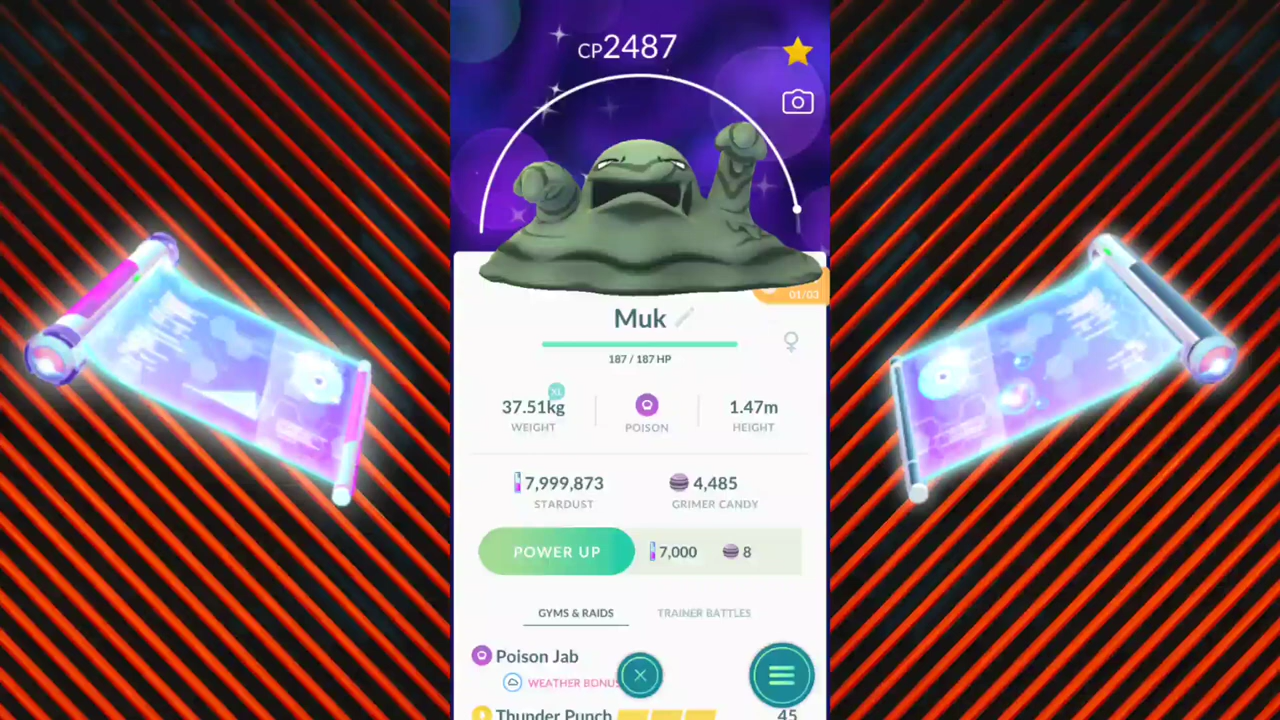 CP2487
01/03
Muk
187 / 187 HP
XL
37.51kg
WEIGHT
POISON
1.47m
HEIGHT
7,999,873
STARDUST
4,485
GRIMER CANDY
POWER UP
7,000
8
GYMS & RAIDS
TRAINER BATTLES
Poison Jab
WEATHER BONUS
Thunder Punch
45